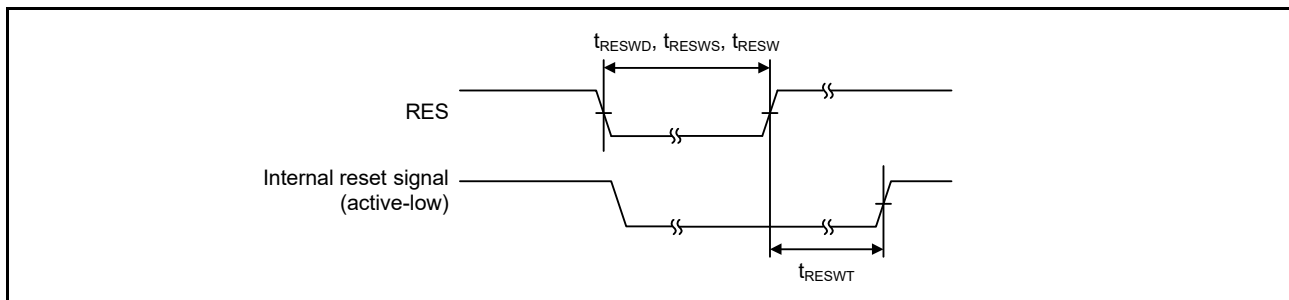 tRESWD, tRESWS, tRESW
RES
Internal reset signal
(active-low)
tRESWT